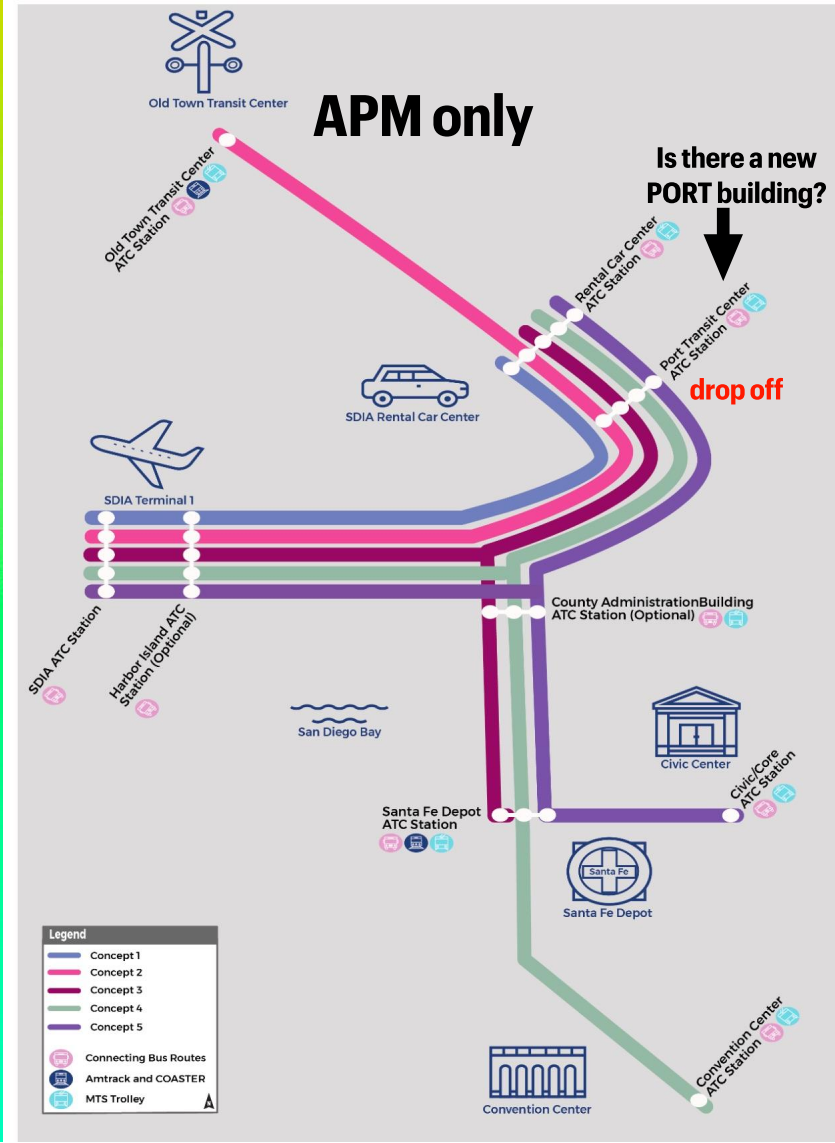 Old Town Transit Center
APM only
Is there a new
PORT building?
Old Town Transit Center
ATC Station
Rental Car Center
ATC Station
Port Transit Center
ATC Station
drop off
SDIA Rental Car Center
SDIA Terminal 1
SDIA ATC Station
Harbor Island ATC
Station (Optional)
County AdministrationBuilding
ATC Station (Optional)
San Diego Bay
Civic Center
Civic/Core
ATC Station
Santa Fe Depot
ATC Station
Santa Fe
Santa Fe Depot
Legend
Concept 1
Concept 2
Concept 3
Concept 4
Concept 5
Connecting Bus Routes
Amtrack and COASTER
MTS Trolley
Convention Center
ATC Station
Convention Center